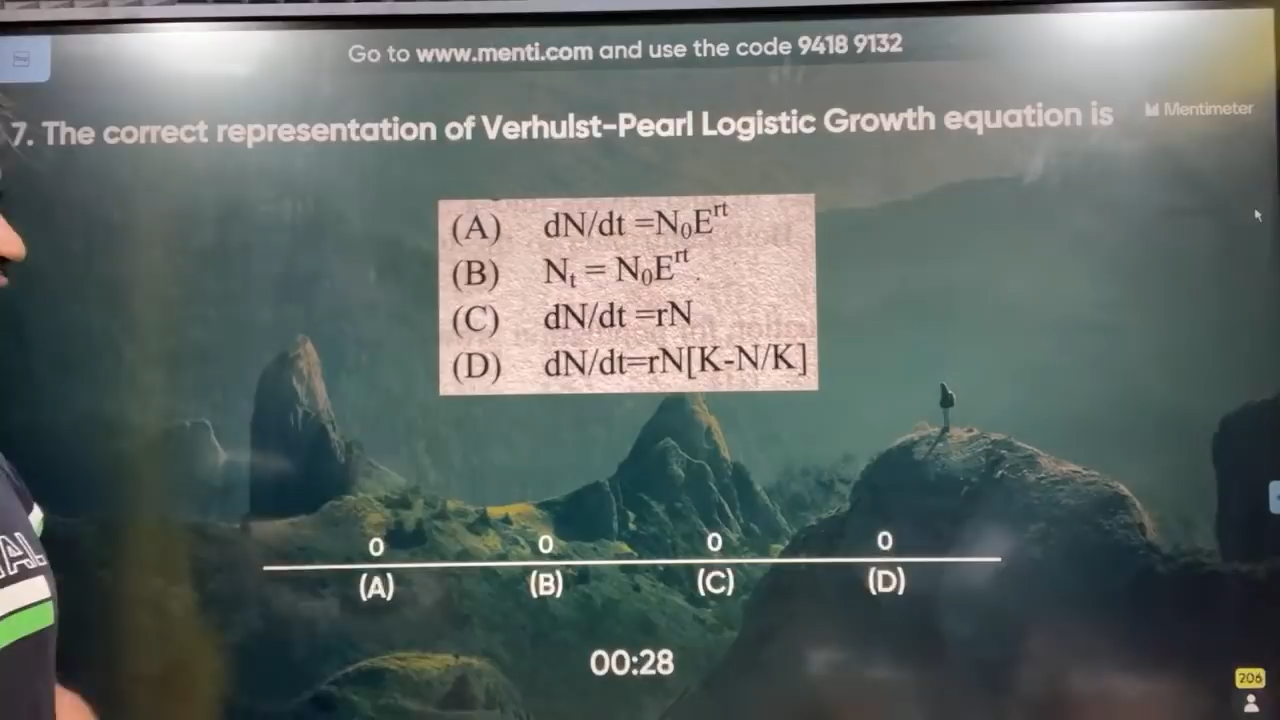 Go to www.menti.com and use the code 9418 9132
7. The correct representation of Verhulst-Pearl Logistic Growth equation is
Mentimeter
(A) dN/dt =N₀Eʳᵗ
(B) Nₜ = N₀Eʳᵗ.
(C) dN/dt =rN
(D) dN/dt=rN[K-N/K]
0 0 0 0
(A) (B) (C) (D)
00:28
206